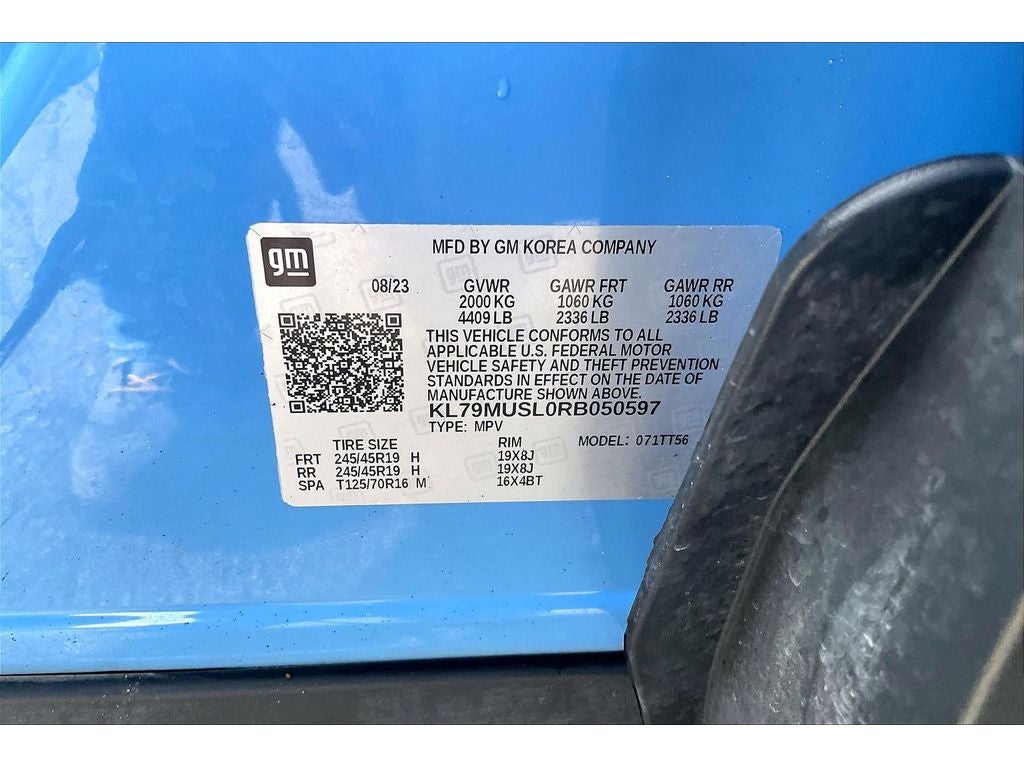 gm
MFD BY GM KOREA COMPANY
08/23 GVWR GAWR FRT GAWR RR
2000 KG 1060 KG 1060 KG
4409 LB 2336 LB 2336 LB
THIS VEHICLE CONFORMS TO ALL
APPLICABLE U.S. FEDERAL MOTOR
VEHICLE SAFETY AND THEFT PREVENTION
STANDARDS IN EFFECT ON THE DATE OF
MANUFACTURE SHOWN ABOVE.
KL79MUSL0RB050597
TYPE: MPV
TIRE SIZE RIM MODEL: 071TT56
FRT 245/45R19 H 19X8J
RR 245/45R19 H 19X8J
SPA T125/70R16 M 16X4BT